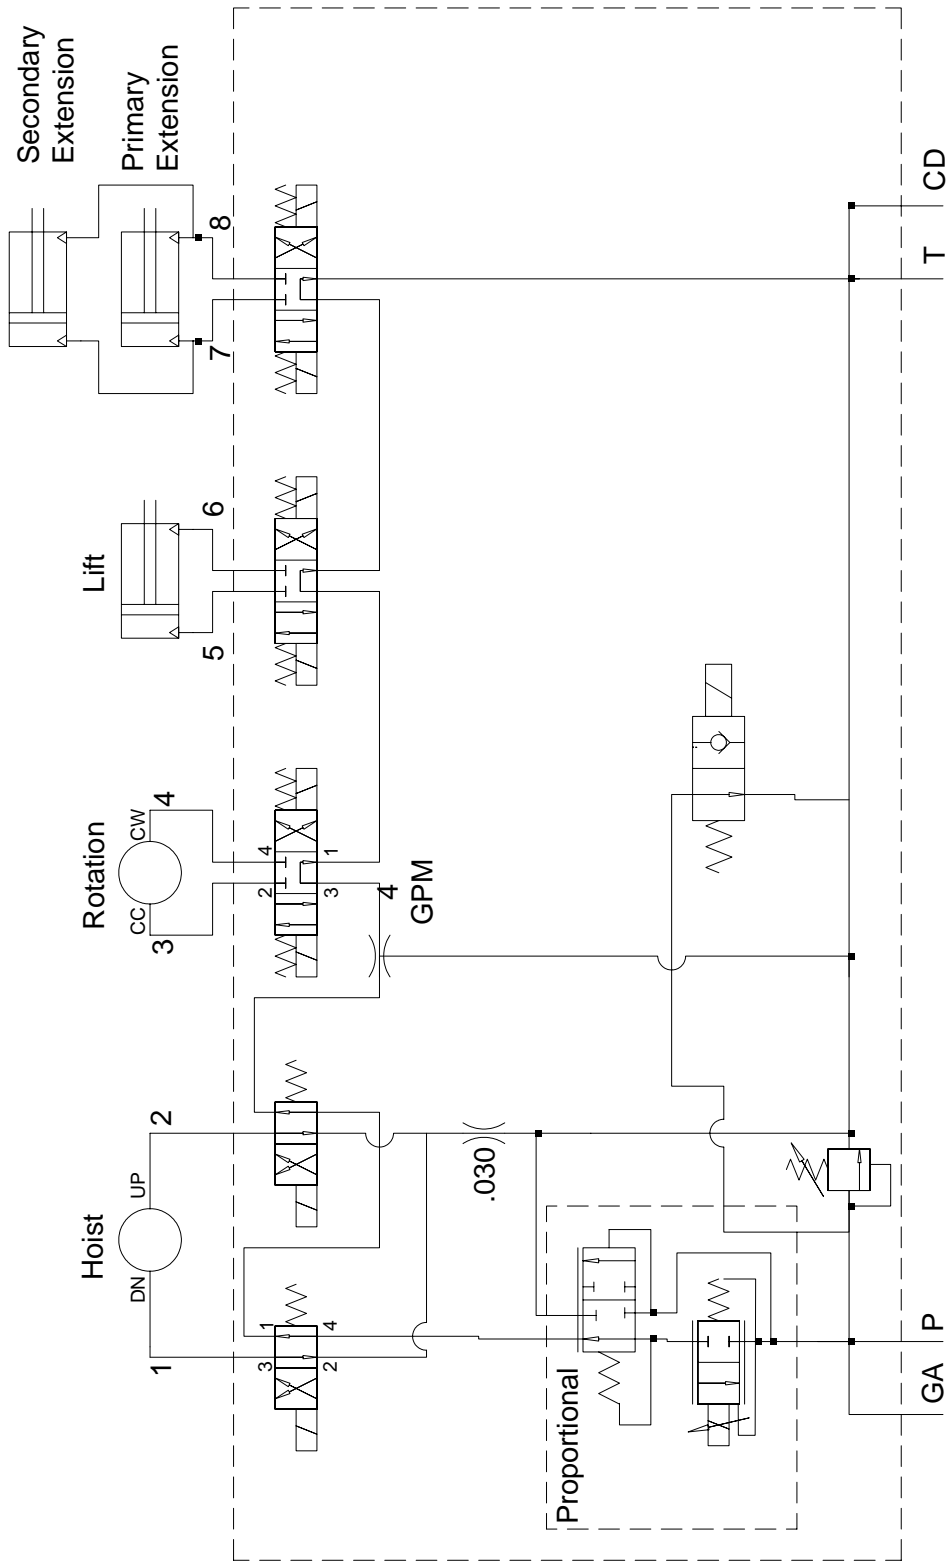 Secondary
Extension
Primary
Extension
8
7
Lift
6
5
Rotation
CW
4
CC
3
4
2
1
3
4
GPM
Hoist
UP
2
DN
1
1
3
4
2
.030
Proportional
CD
T
P
GA